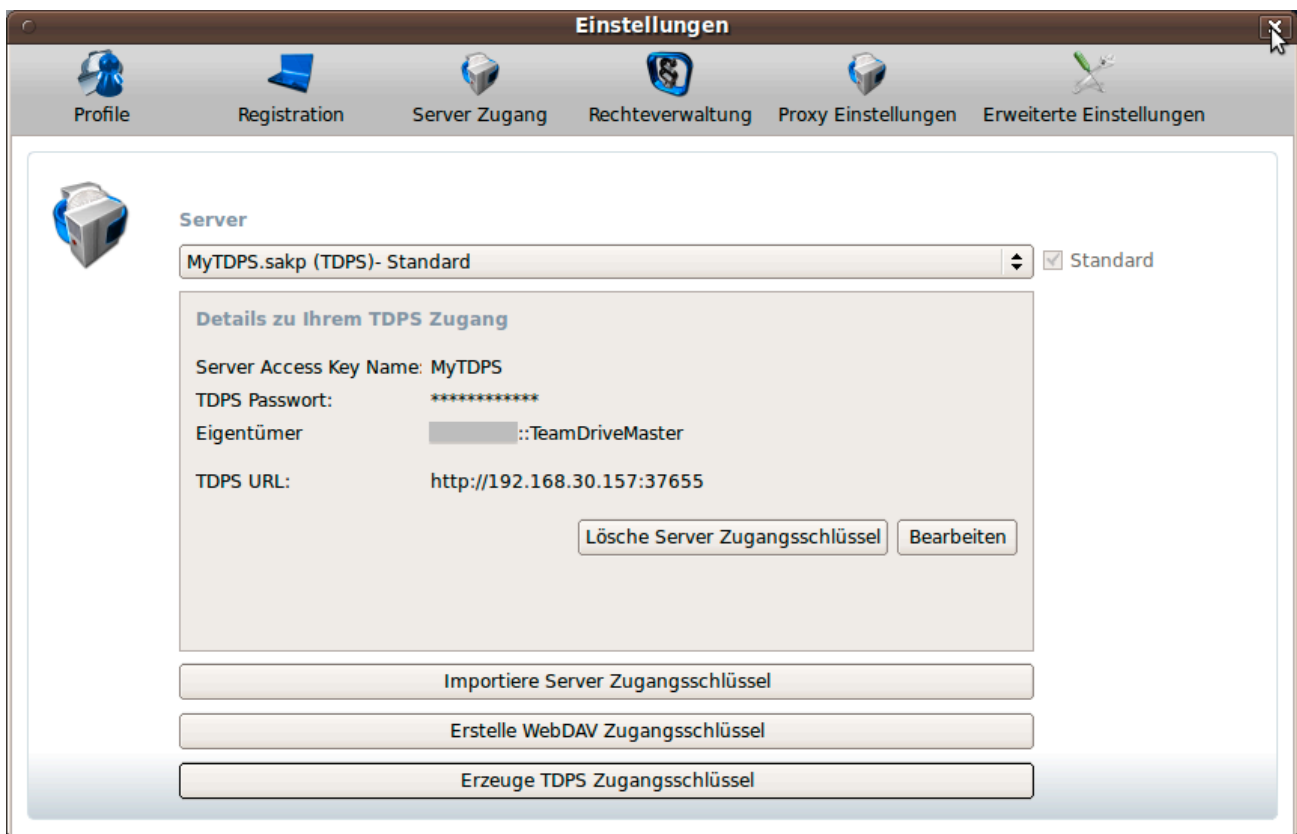 Einstellungen
Profile Registration Server Zugang Rechteverwaltung Proxy Einstellungen Erweiterte Einstellungen
Server
MyTDPS.sakp (TDPS)- Standard Standard
Details zu Ihrem TDPS Zugang
Server Access Key Name: MyTDPS
TDPS Passwort: ************
Eigentümer ::TeamDriveMaster
TDPS URL: http://192.168.30.157:37655
Lösche Server Zugangsschlüssel Bearbeiten
Importiere Server Zugangsschlüssel
Erstelle WebDAV Zugangsschlüssel
Erzeuge TDPS Zugangsschlüssel